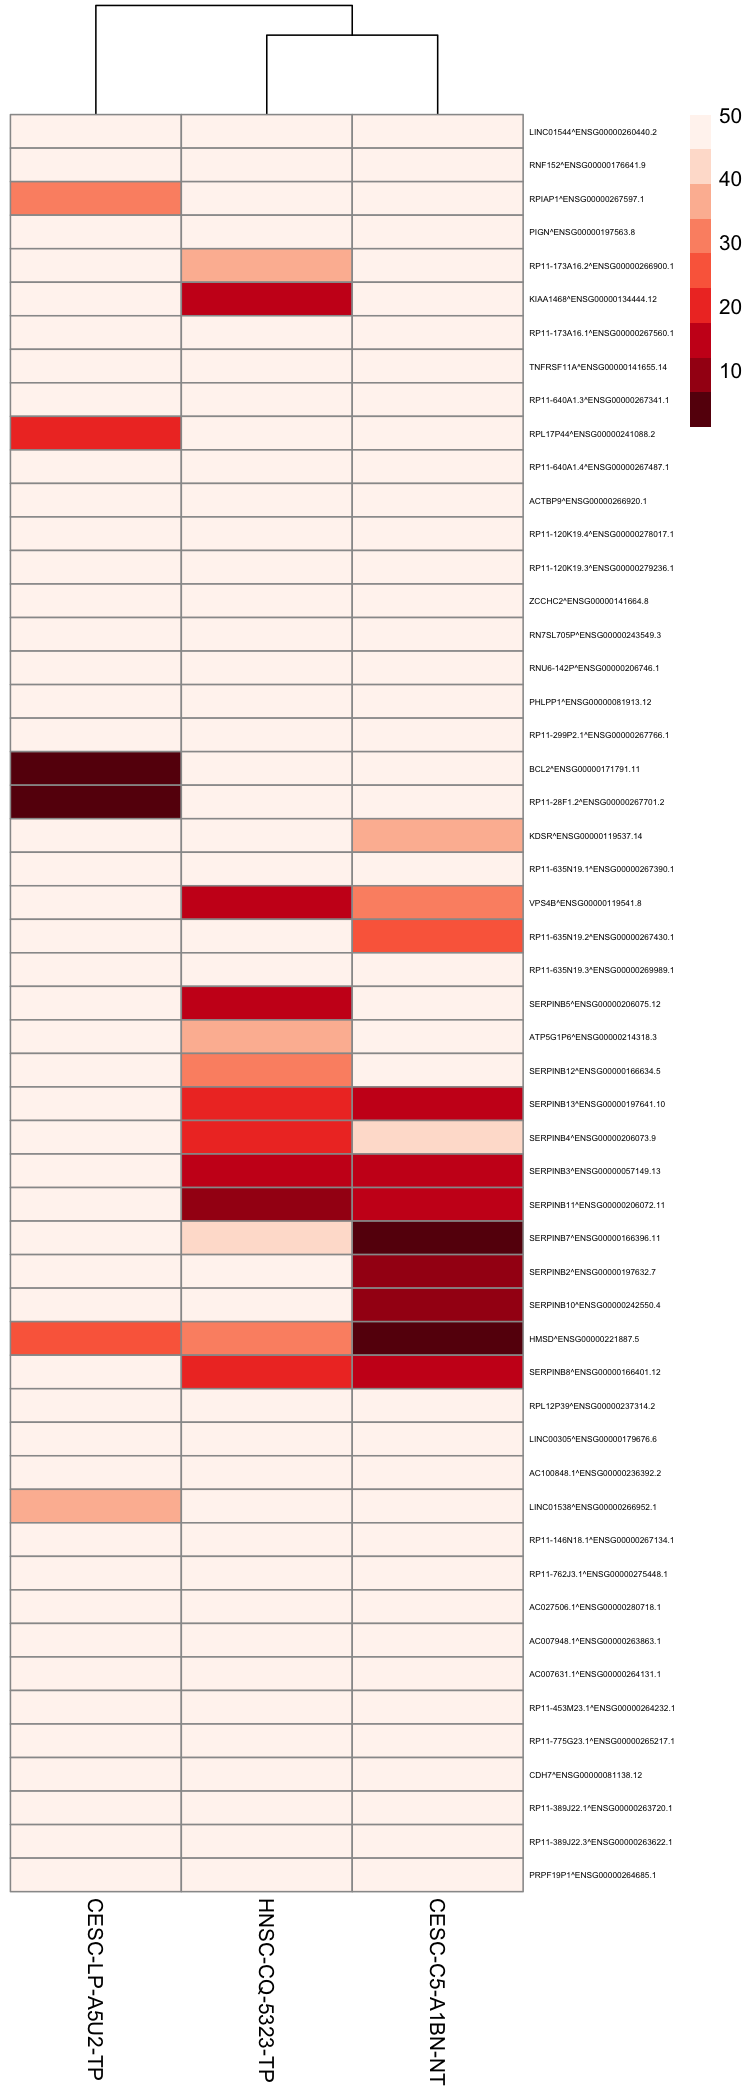 50
40
30
20
10
LINC01544^ENSG00000260440.2
RNF152^ENSG00000176641.9
RPIAP1^ENSG00000267597.1
PIGN^ENSG00000197563.8
RP11-173A16.2^ENSG00000266900.1
KIAA1468^ENSG00000134444.12
RP11-173A16.1^ENSG00000267560.1
TNFRSF11A^ENSG00000141655.14
RP11-640A1.3^ENSG00000267341.1
RPL17P44^ENSG00000241088.2
RP11-640A1.4^ENSG00000267487.1
ACTBP9^ENSG00000266920.1
RP11-120K19.4^ENSG00000278017.1
RP11-120K19.3^ENSG00000279236.1
ZCCHC2^ENSG00000141664.8
RN7SL705P^ENSG00000243549.3
RNU6-142P^ENSG00000206746.1
PHLPP1^ENSG00000081913.12
RP11-299P2.1^ENSG00000267766.1
BCL2^ENSG00000171791.11
RP11-28F1.2^ENSG00000267701.2
KDSR^ENSG00000119537.14
RP11-635N19.1^ENSG00000267390.1
VPS4B^ENSG00000119541.8
RP11-635N19.2^ENSG00000267430.1
RP11-635N19.3^ENSG00000269989.1
SERPINB5^ENSG00000206075.12
ATP5G1P6^ENSG00000214318.3
SERPINB12^ENSG00000166634.5
SERPINB13^ENSG00000197641.10
SERPINB4^ENSG00000206073.9
SERPINB3^ENSG00000057149.13
SERPINB11^ENSG00000206072.11
SERPINB7^ENSG00000166396.11
SERPINB2^ENSG00000197632.7
SERPINB10^ENSG00000242550.4
HMSD^ENSG00000221887.5
SERPINB8^ENSG00000166401.12
RPL12P39^ENSG00000237314.2
LINC00305^ENSG00000179676.6
AC100848.1^ENSG00000236392.2
LINC01538^ENSG00000266952.1
RP11-146N18.1^ENSG00000267134.1
RP11-762J3.1^ENSG00000275448.1
AC027506.1^ENSG00000280718.1
AC007948.1^ENSG00000263863.1
AC007631.1^ENSG00000264131.1
RP11-453M23.1^ENSG00000264232.1
RP11-775G23.1^ENSG00000265217.1
CDH7^ENSG00000081138.12
RP11-389J22.1^ENSG00000263720.1
RP11-389J22.3^ENSG00000263622.1
PRPF19P1^ENSG00000264685.1
CESC-LP-A5U2-TP
HNSC-CQ-5323-TP
CESC-C5-A1BN-NT